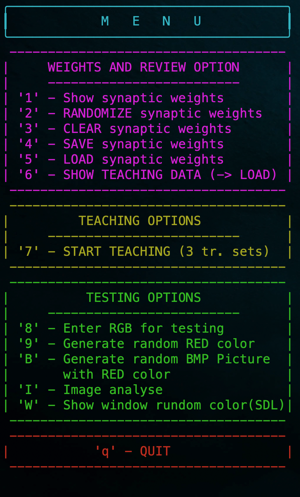 M E N U
WEIGHTS AND REVIEW OPTION
'1' - Show synaptic weights
'2' - RANDOMIZE synaptic weights
'3' - CLEAR synaptic weights
'4' - SAVE synaptic weights
'5' - LOAD synaptic weights
'6' - SHOW TEACHING DATA (-> LOAD)
TEACHING OPTIONS
'7' - START TEACHING (3 tr. sets)
TESTING OPTIONS
'8' - Enter RGB for testing
'9' - Generate random RED color
'B' - Generate random BMP Picture
with RED color
'I' - Image analyse
'W' - Show window rundom color(SDL)
'q' - QUIT